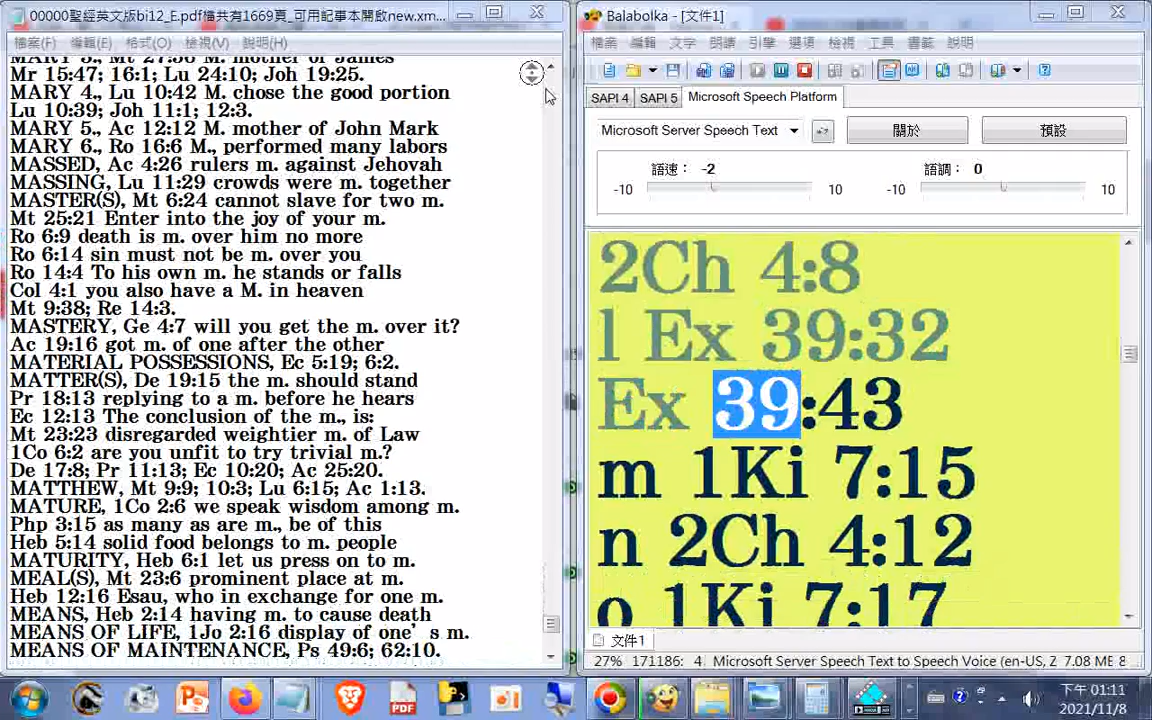 00000聖經英文版bi12_E.pdf檔共有1669頁_可用記事本開啟new.xm...
檔案(F) 編輯(E) 格式(O) 檢視(V) 說明(H)
MARY 3., Mt 27:56 M. mother of James
Mr 15:47; 16:1; Lu 24:10; Joh 19:25.
MARY 4., Lu 10:42 M. chose the good portion
Lu 10:39; Joh 11:1; 12:3.
MARY 5., Ac 12:12 M. mother of John Mark
MARY 6., Ro 16:6 M., performed many labors
MASSED, Ac 4:26 rulers m. against Jehovah
MASSING, Lu 11:29 crowds were m. together
MASTER(S), Mt 6:24 cannot slave for two m.
Mt 25:21 Enter into the joy of your m.
Ro 6:9 death is m. over him no more
Ro 6:14 sin must not be m. over you
Ro 14:4 To his own m. he stands or falls
Col 4:1 you also have a M. in heaven
Mt 9:38; Re 14:3.
MASTERY, Ge 4:7 will you get the m. over it?
Ac 19:16 got m. of one after the other
MATERIAL POSSESSIONS, Ec 5:19; 6:2.
MATTER(S), De 19:15 the m. should stand
Pr 18:13 replying to a m. before he hears
Ec 12:13 The conclusion of the m., is:
Mt 23:23 disregarded weightier m. of Law
1Co 6:2 are you unfit to try trivial m.?
De 17:8; Pr 11:13; Ec 10:20; Ac 25:20.
MATTHEW, Mt 9:9; 10:3; Lu 6:15; Ac 1:13.
MATURE, 1Co 2:6 we speak wisdom among m.
Php 3:15 as many as are m., be of this
Heb 5:14 solid food belongs to m. people
MATURITY, Heb 6:1 let us press on to m.
MEAL(S), Mt 23:6 prominent place at m.
Heb 12:16 Esau, who in exchange for one m.
MEANS, Heb 2:14 having m. to cause death
MEANS OF LIFE, 1Jo 2:16 display of one's m.
MEANS OF MAINTENANCE, Ps 49:6; 62:10.
Balabolka - [文件1]
檔案 編輯 文字 朗讀 引擎 選項 檢視 工具 書籤 說明
SAPI 4 SAPI 5 Microsoft Speech Platform
Microsoft Server Speech Text 關於 預設
語速： -2 語調： 0
-10 10 -10 10
2Ch 4:8
l Ex 39:32
Ex 39:43
m 1Ki 7:15
n 2Ch 4:12
o 1Ki 7:17
文件1
27% 171186: 4 Microsoft Server Speech Text to Speech Voice (en-US, Z 7.08 ME 8
PDF
下午 01:11
2021/11/8